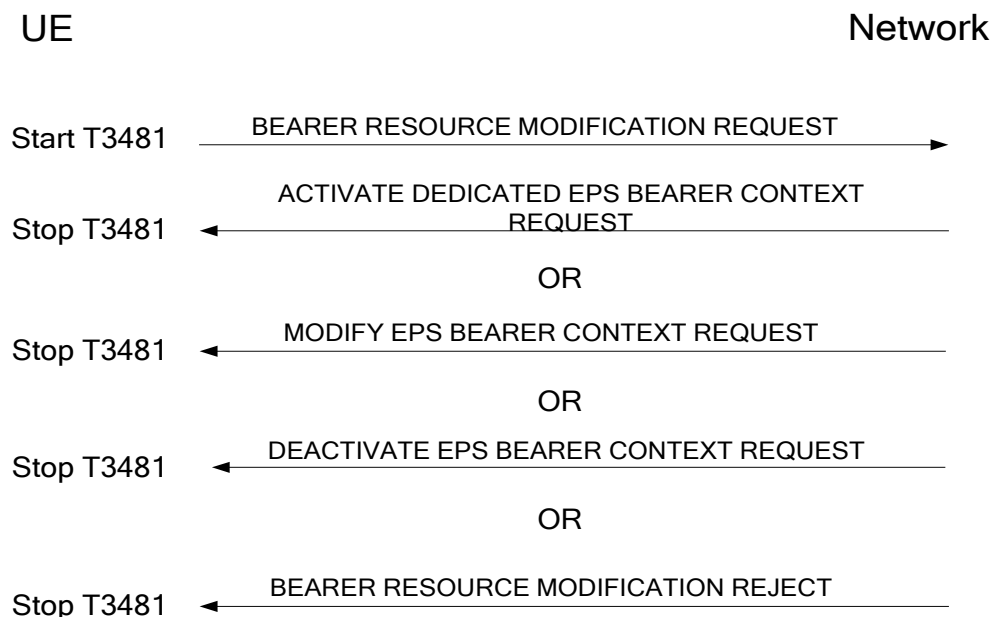 UE Network
Start T3481 BEARER RESOURCE MODIFICATION REQUEST
ACTIVATE DEDICATED EPS BEARER CONTEXT
Stop T3481 REQUEST
OR
Stop T3481 MODIFY EPS BEARER CONTEXT REQUEST
OR
Stop T3481 DEACTIVATE EPS BEARER CONTEXT REQUEST
OR
Stop T3481 BEARER RESOURCE MODIFICATION REJECT